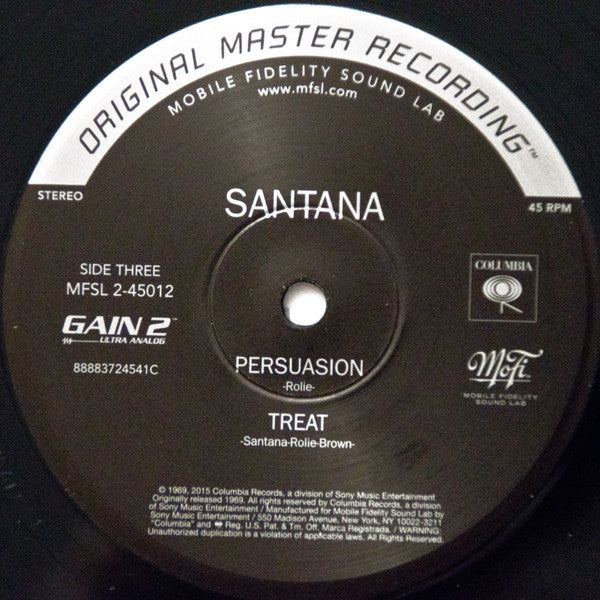 ORIGINAL MASTER RECORDING™
MOBILE FIDELITY SOUND LAB
www.mfsl.com
STEREO
45 RPM
SANTANA
SIDE THREE
MFSL 2-45012
GAIN 2™
ULTRA ANALOG
88883724541C
COLUMBIA
MoFi
MOBILE FIDELITY
SOUND LAB
PERSUASION
-Rolie-
TREAT
-Santana-Rolie-Brown-
© 1969, 2015 Columbia Records, a division of Sony Music Entertainment
Originally released 1969. All rights reserved by Columbia Records, a division
of Sony Music Entertainment / Manufactured for Mobile Fidelity Sound Lab by
Sony Music Entertainment / 550 Madison Avenue, New York, NY 10022-3211
"Columbia" and Reg. U.S. Pat. & Tm. Off. Marca Registrada. / WARNING:
Unauthorized duplication is a violation of applicable laws. All Rights Reserved.